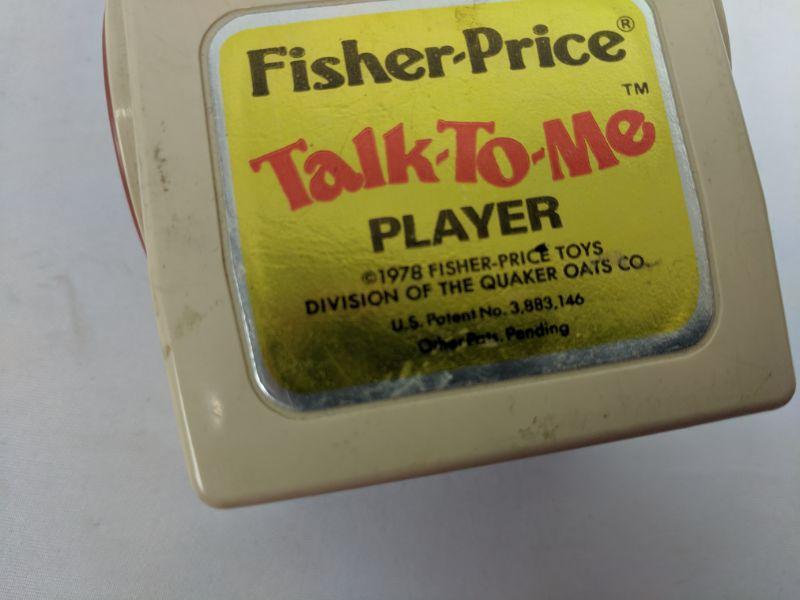 Fisher-Price®
Talk-To-Me™
PLAYER
©1978 FISHER-PRICE TOYS
DIVISION OF THE QUAKER OATS CO.
U.S. Patent No. 3,883,146
Other Pats. Pending